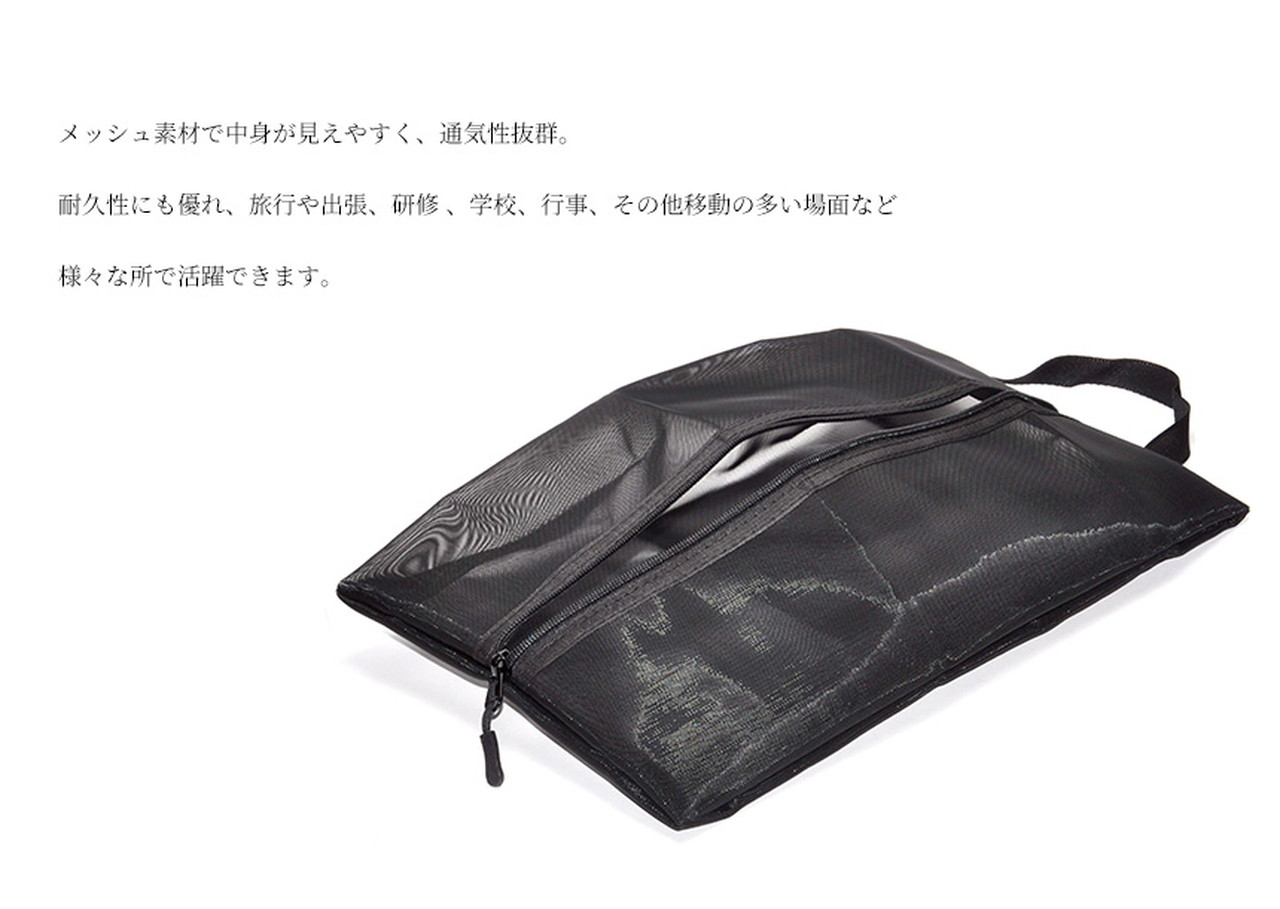 メッシュ素材で中身が見えやすく、通気性抜群。
耐久性にも優れ、旅行や出張、研修 、学校、行事、その他移動の多い場面など
様々な所で活躍できます。